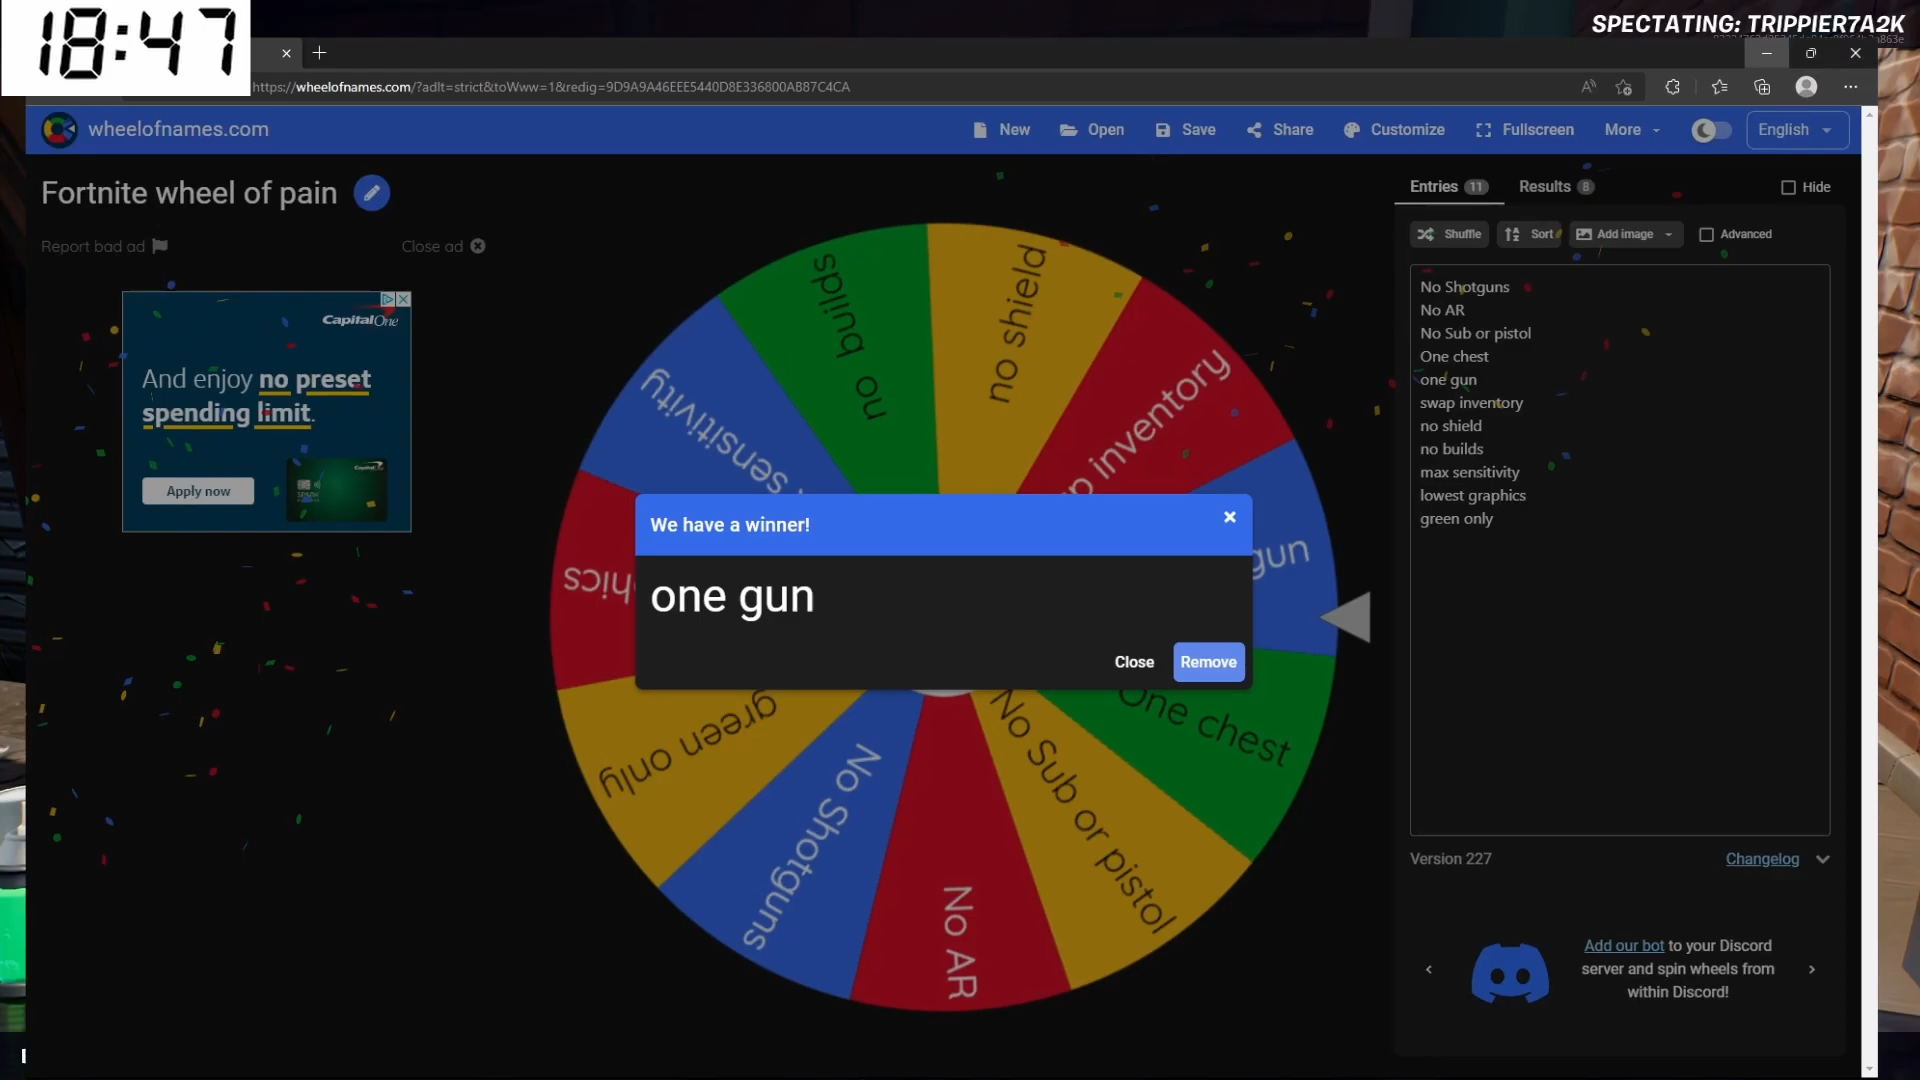 18:47
SPECTATING: TRIPPIER7A2K
https://wheelofnames.com/?adlt=strict&toWww=1&redig=9D9A9A46EEE5440D8E336800AB87C4CA
wheelofnames.com
New
Open
Save
Share
Customize
Fullscreen
More
English
Fortnite wheel of pain
Report bad ad
Close ad
CapitalOne
And enjoy no preset
spending limit.
Apply now
no builds
no shield
p inventory
gun
One chest
No Sub or pistol
No AR
No Shotguns
green only
hics
sensitivity
We have a winner!
one gun
Close
Remove
Entries 11
Results 8
Hide
Shuffle
Sort
Add image
Advanced
No Shotguns
No AR
No Sub or pistol
One chest
one gun
swap inventory
no shield
no builds
max sensitivity
lowest graphics
green only
Version 227
Changelog
Add our bot to your Discord
server and spin wheels from
within Discord!